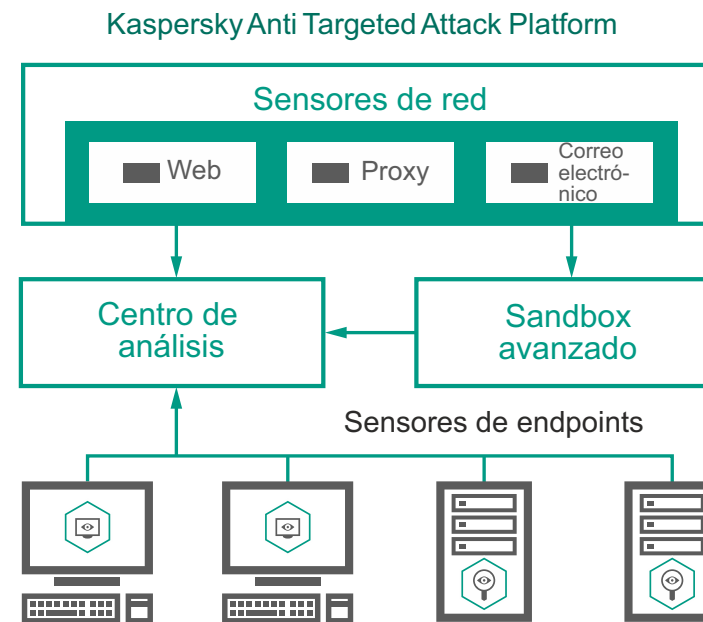 Kaspersky Anti Targeted Attack Platform
Sensores de red
Web
Proxy
Correo
electró-
nico
Centro de
análisis
Sandbox
avanzado
Sensores de endpoints